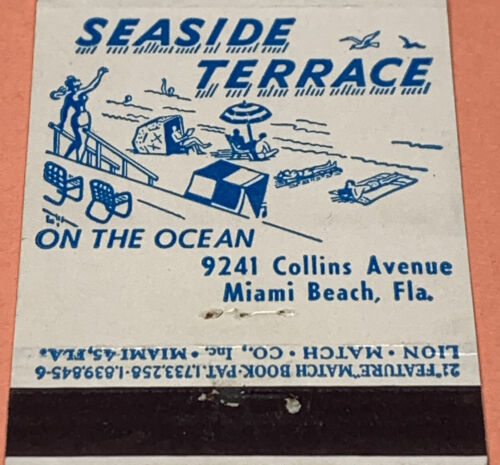 SEASIDE
TERRACE
ON THE OCEAN
9241 Collins Avenue
Miami Beach, Fla.
LION • MATCH • CO., Inc. • MIAMI-45, FLA.
21"FEATURE"MATCH BOOK-PAT.1,733,258-1,839,845-6